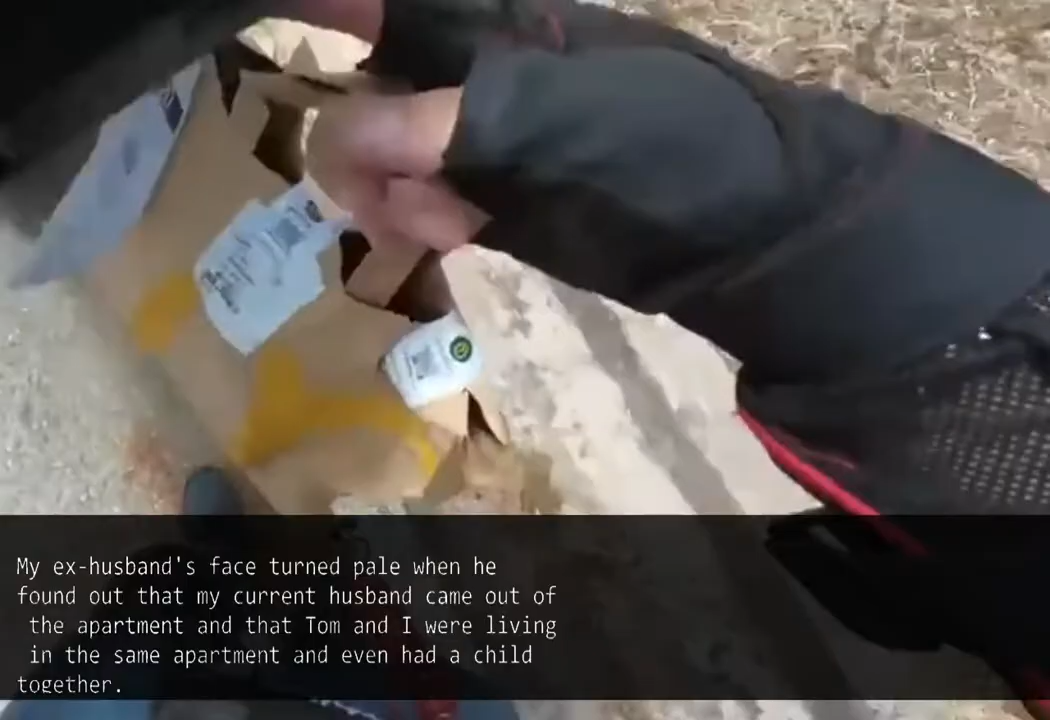 My ex-husband's face turned pale when he
found out that my current husband came out of
the apartment and that Tom and I were living
in the same apartment and even had a child
together.